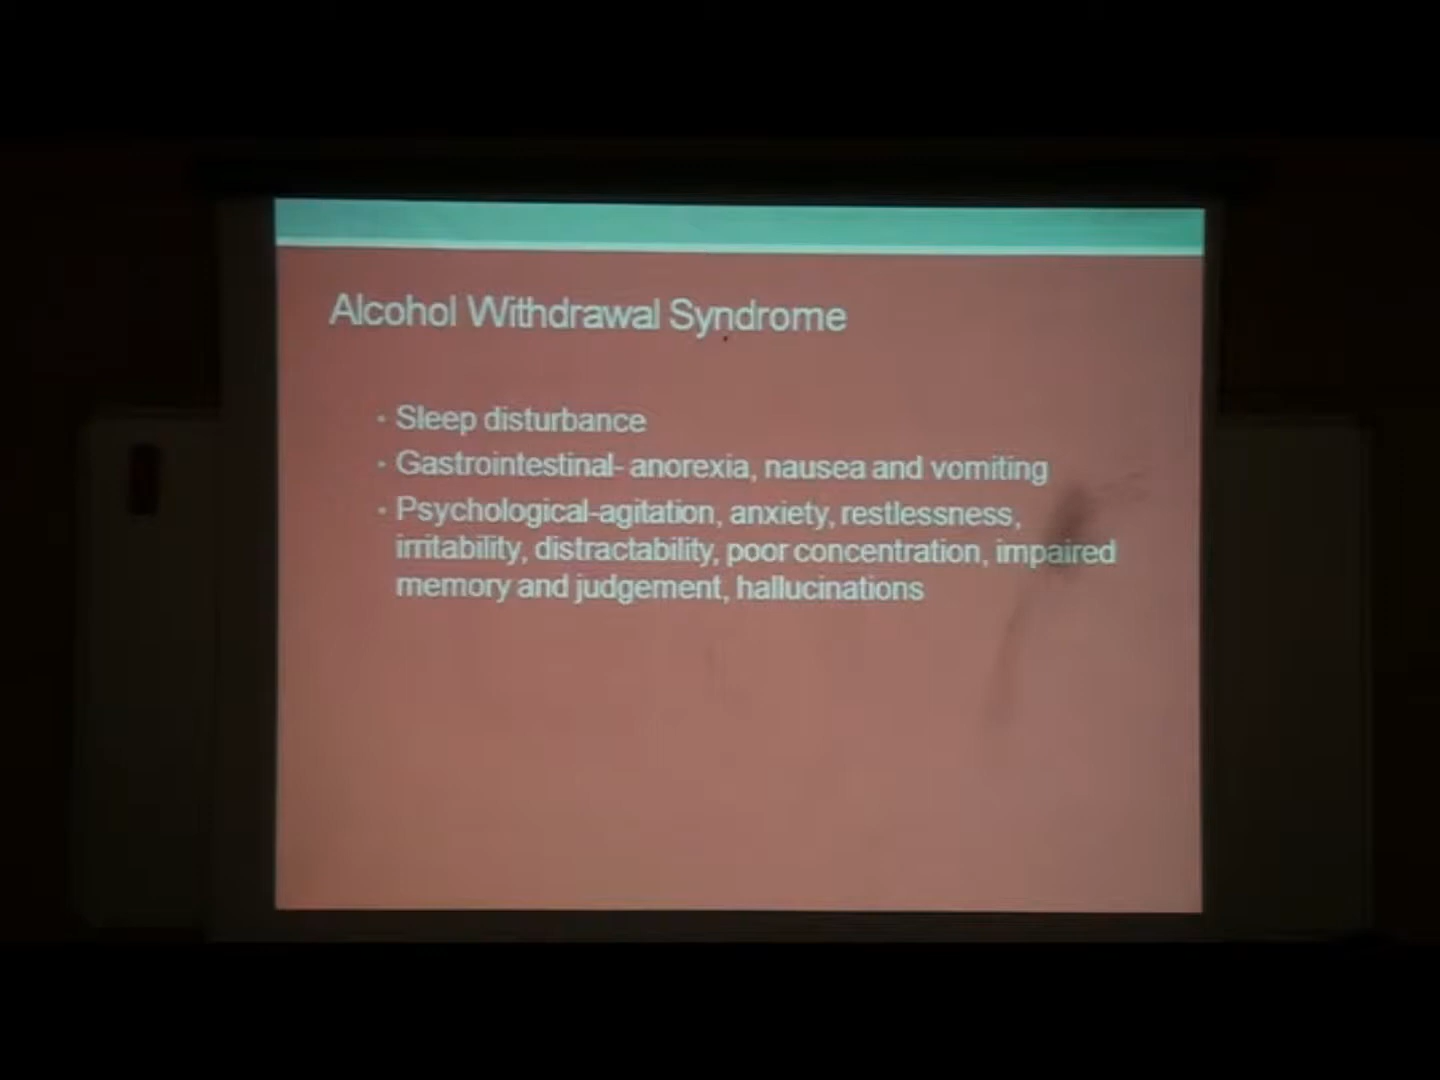 Alcohol Withdrawal Syndrome
• Sleep disturbance
• Gastrointestinal- anorexia, nausea and vomiting
• Psychological-agitation, anxiety, restlessness,
irritability, distractability, poor concentration, impaired
memory and judgement, hallucinations